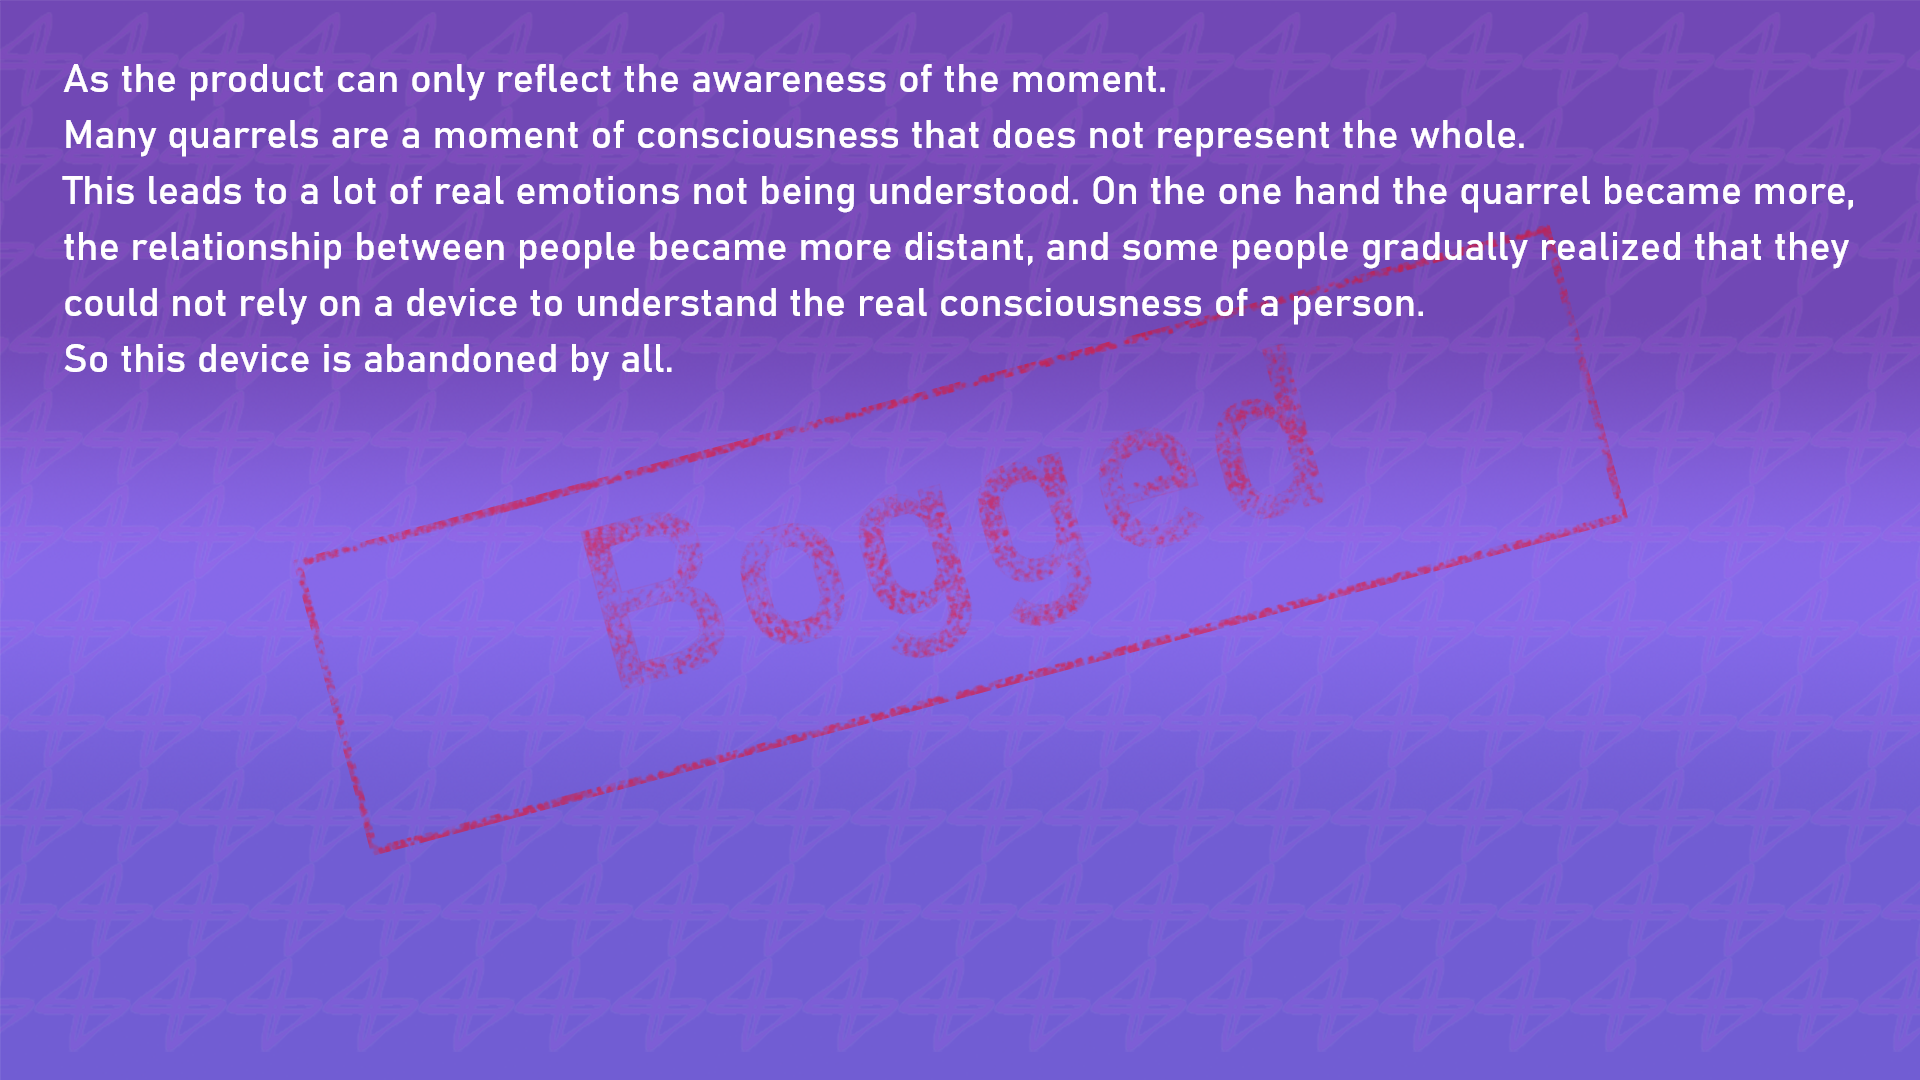 As the product can only reflect the awareness of the moment.
Many quarrels are a moment of consciousness that does not represent the whole.
This leads to a lot of real emotions not being understood. On the one hand the quarrel became more,
the relationship between people became more distant, and some people gradually realized that they
could not rely on a device to understand the real consciousness of a person.
So this device is abandoned by all.
Bogged